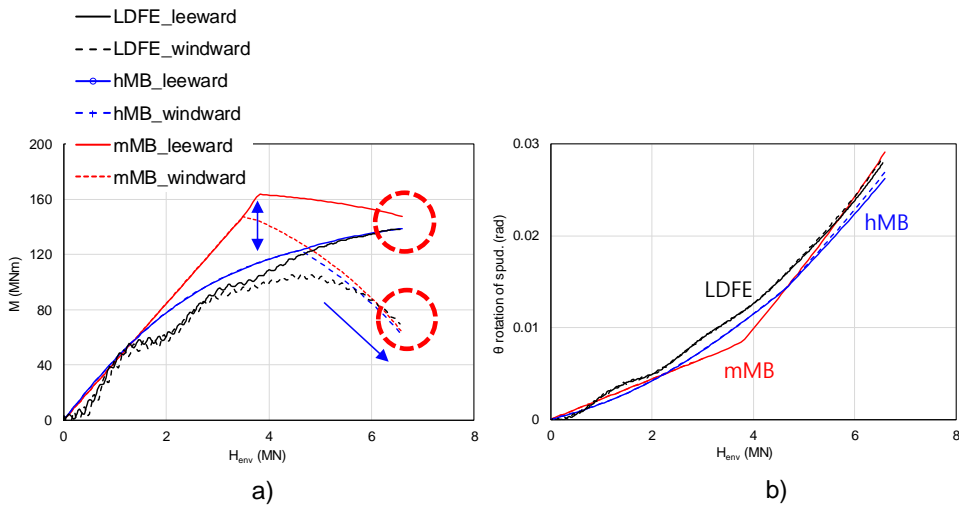 LDFE_leeward
LDFE_windward
hMB_leeward
hMB_windward
mMB_leeward
mMB_windward
200
160
120
80
40
0
M (MNm)
0 2 4 6 8
H_env (MN)
a)
0.03
0.02
0.01
0
θ rotation of spud. (rad)
LDFE
hMB
mMB
0 2 4 6 8
H_env (MN)
b)